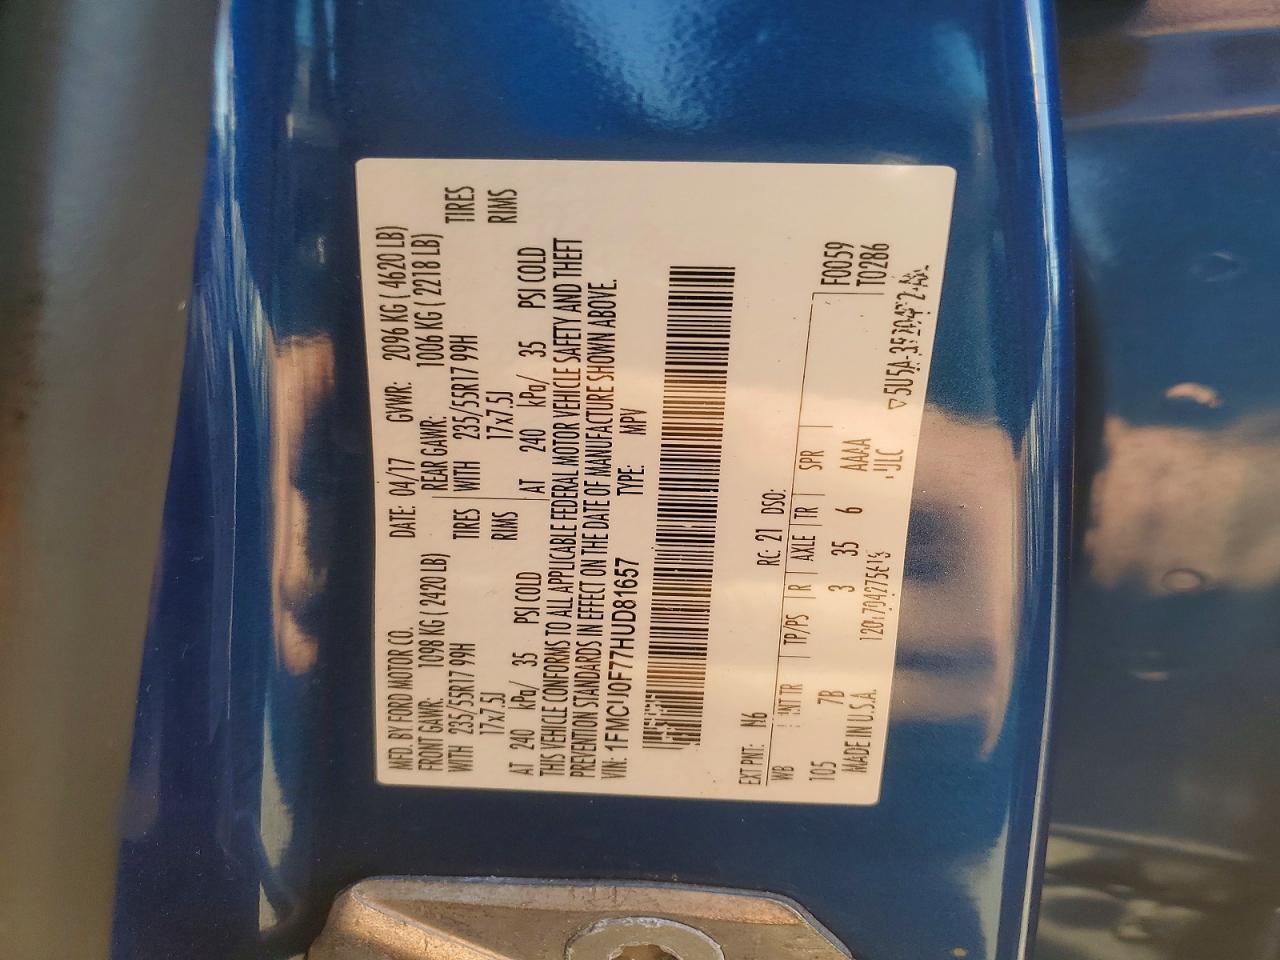 MFD. BY FORD MOTOR CO.
DATE: 04/17 GVWR: 2096 KG ( 4620 LB)
FRONT GAWR: 1098 KG ( 2420 LB) REAR GAWR: 1006 KG ( 2218 LB)
WITH 235/55R17 99H TIRES WITH 235/55R17 99H TIRES
17x7.5J RIMS 17x7.5J RIMS
AT 240 kPa/ 35 PSI COLD AT 240 kPa/ 35 PSI COLD
THIS VEHICLE CONFORMS TO ALL APPLICABLE FEDERAL MOTOR VEHICLE SAFETY AND THEFT
PREVENTION STANDARDS IN EFFECT ON THE DATE OF MANUFACTURE SHOWN ABOVE.
VIN: 1FMCU0F77HUD81657 TYPE: MPV
EXT PNT: N6 RC: 21 DSO:
WB INT TR TP/PS R AXLE TR SPR F0059
105 7B 3 35 6 AAAA T0286
MADE IN U.S.A. JLC